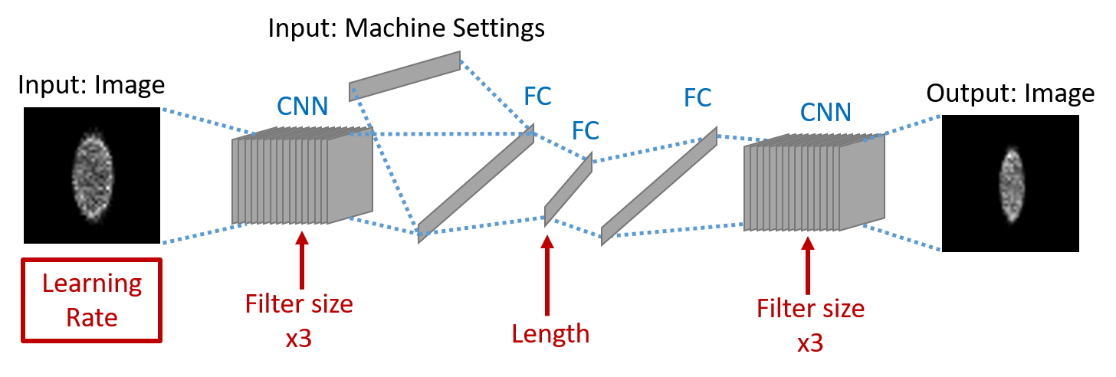 Input: Machine Settings
Input: Image
CNN
FC
FC
FC
CNN
Output: Image
Learning
Rate
Filter size
x3
Length
Filter size
x3